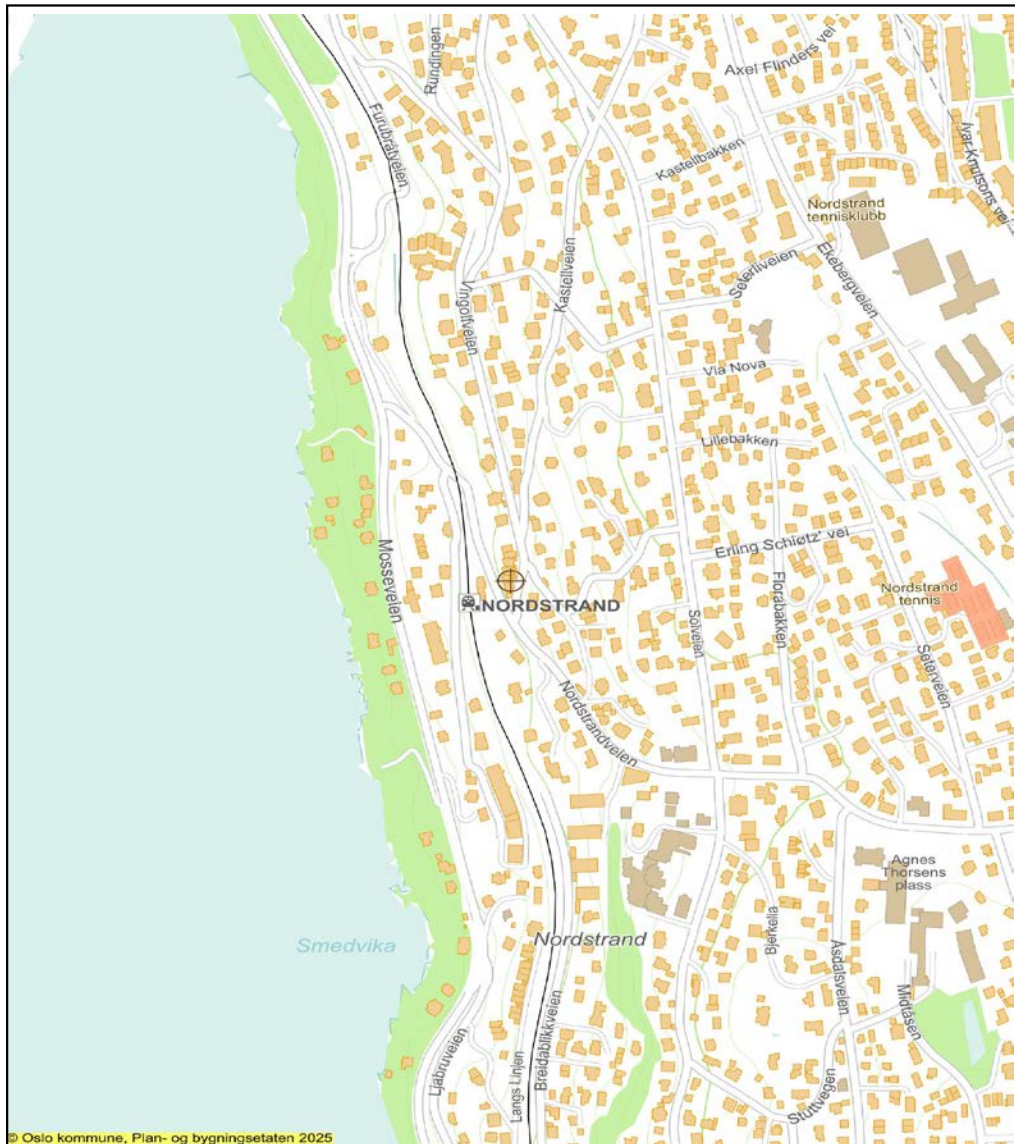 Rundingen
Axel Flinders vei
Furubråtveien
Kastellbakken
Ivar Knutsons vei
Nordstrand
tennisklubb
Kastellveien
Ekebergveien
Seterliveien
Vingolfveien
Via Nova
Lillebakken
Mosseveien
Erling Schiøtz' vei
Florabakken
Nordstrand
tennis
NORDSTRAND
Solveien
Seterveien
Nordstrandveien
Agnes
Thorsens
plass
Bjerkelia
Smedvika
Nordstrand
Åsdalsveien
Midtåsen
Ljabruveien
Langs Linjen
Breidablikkveien
Stuttvegen
© Oslo kommune, Plan- og bygningsetaten 2025